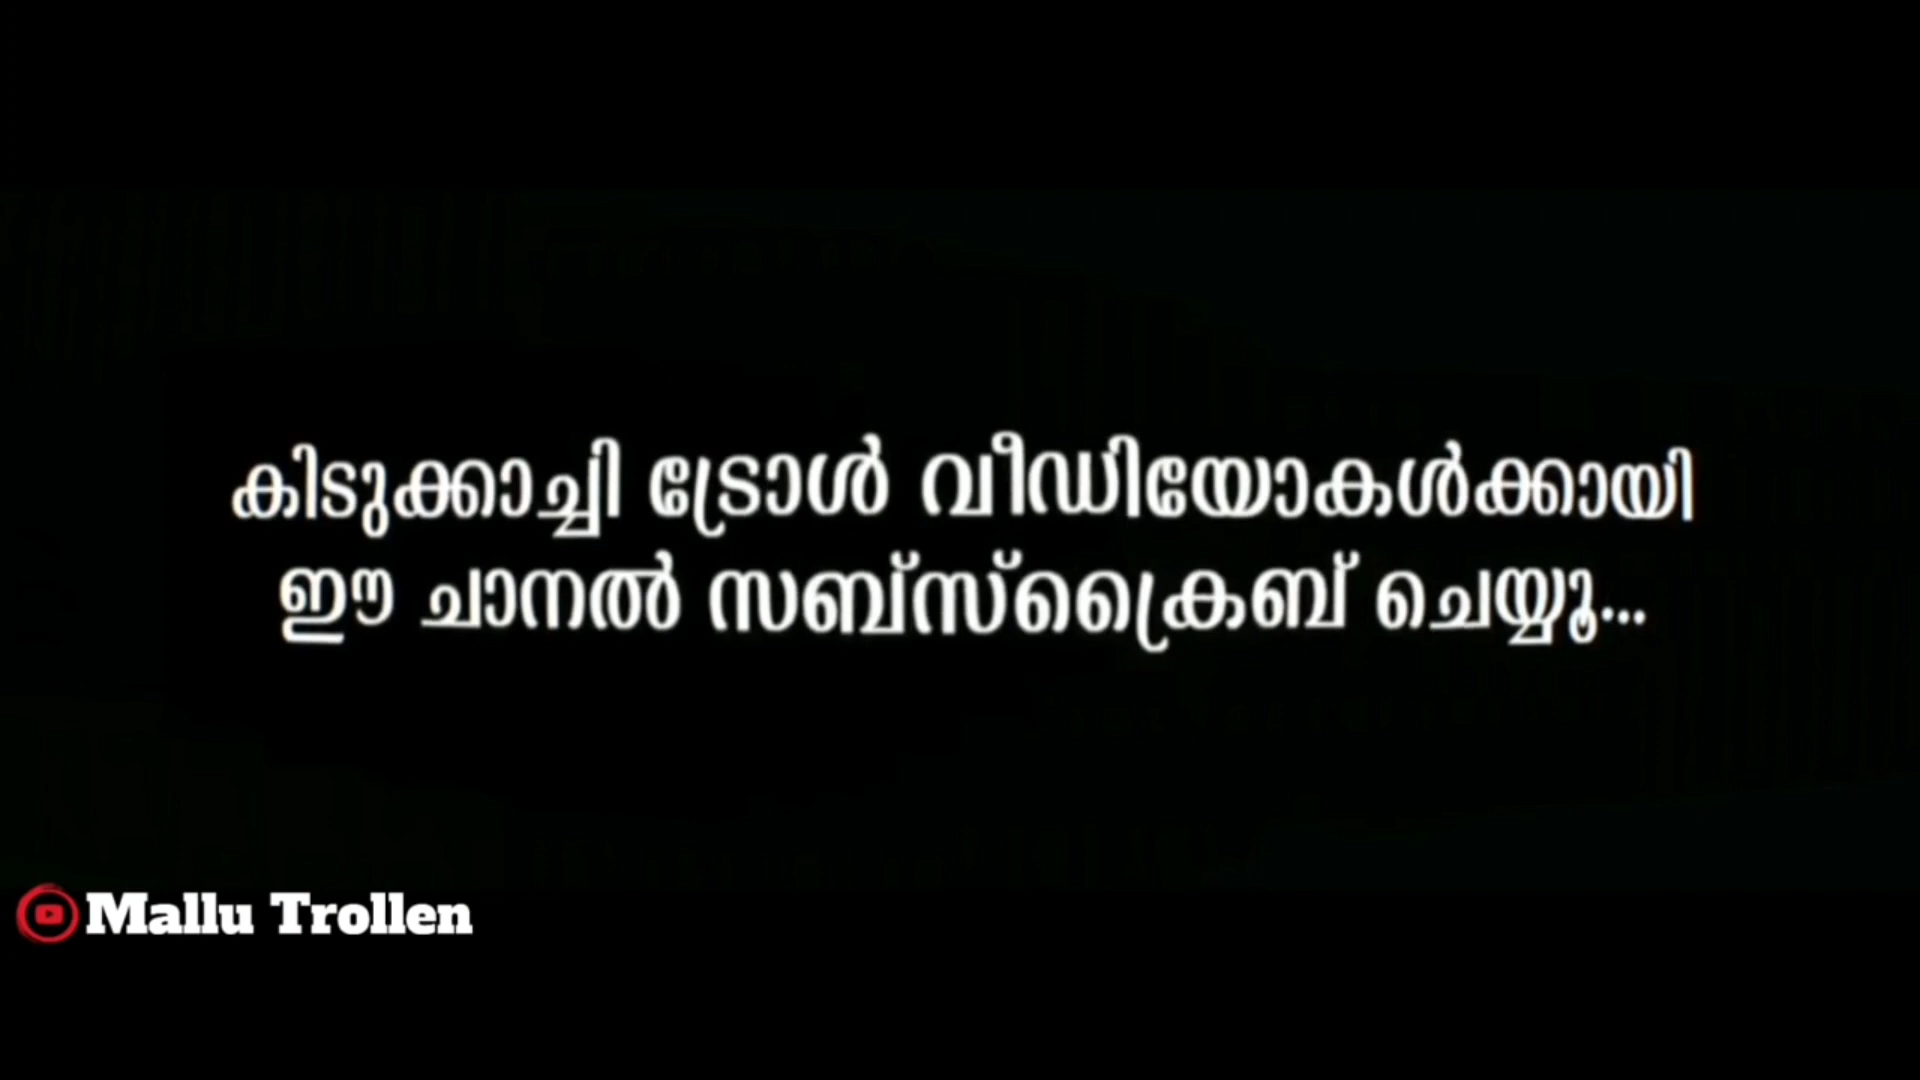 കിടുക്കാച്ചി ട്രോൾ വീഡിയോകൾക്കായി
ഈ ചാനൽ സബ്സ്ക്രൈബ് ചെയ്യൂ...
Mallu Trollen